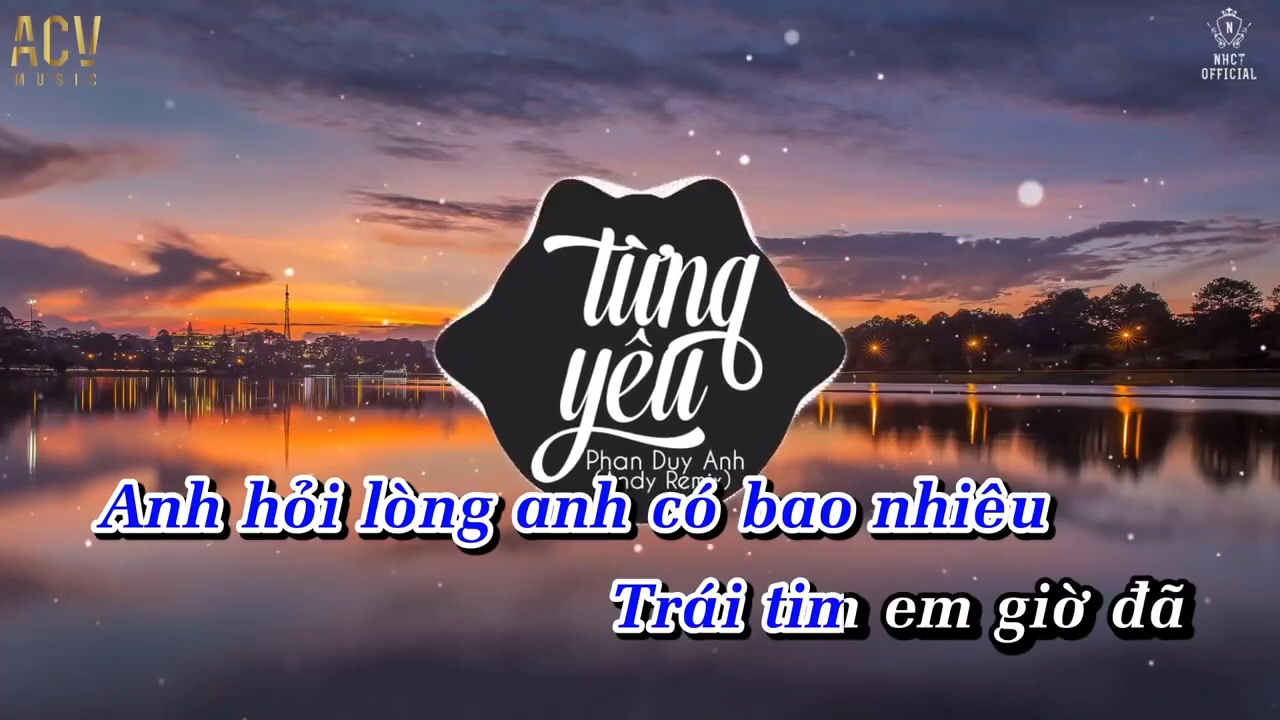 ACV
MUSIC
N
NHCT
OFFICIAL
từng
yêu
Phan Duy Anh
Remix)
Anh hỏi lòng anh có bao nhiêu
Trái tim em giờ đã